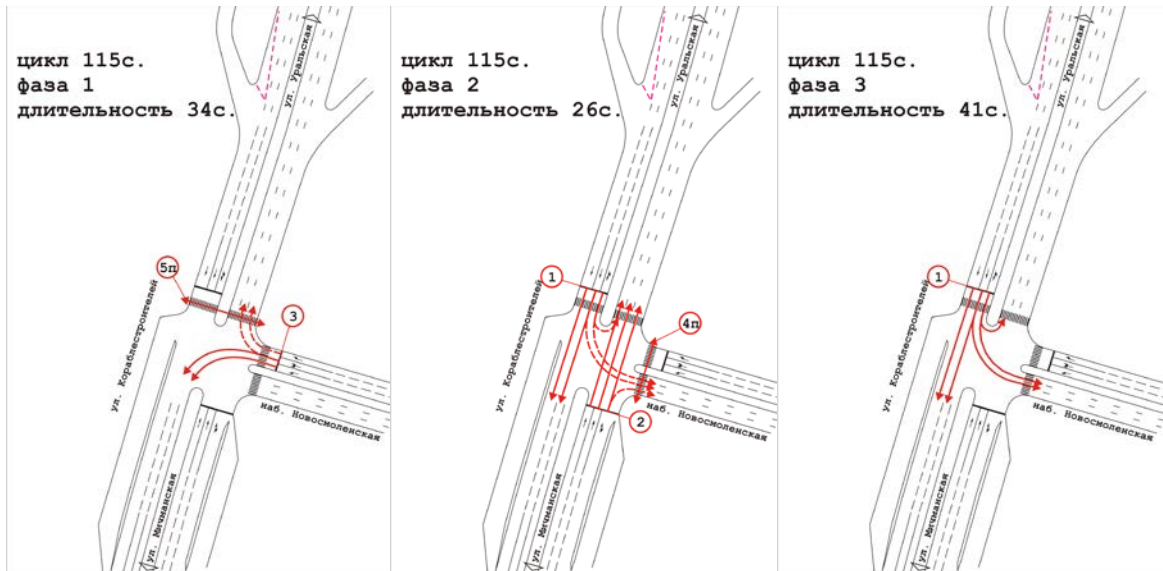 цикл 115с.
фаза 1
длительность 34с.
ул. Уральская
5п
3
ул. Кораблестроителей
наб. Новосмоленская
ул. Мичманская
цикл 115с.
фаза 2
длительность 26с.
ул. Уральская
1
4п
ул. Кораблестроителей
наб. Новосмоленская
2
ул. Мичманская
цикл 115с.
фаза 3
длительность 41с.
ул. Уральская
1
ул. Кораблестроителей
наб. Новосмоленская
ул. Мичманская